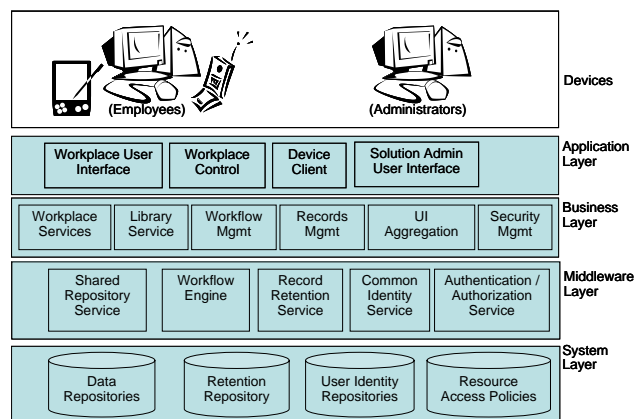 (Employees)
(Administrators)
Devices
Workplace User
Interface
Workplace
Control
Device
Client
Solution Admin
User Interface
Application
Layer
Workplace
Services
Library
Service
Workflow
Mgmt
Records
Mgmt
UI
Aggregation
Security
Mgmt
Business
Layer
Shared
Repository
Service
Workflow
Engine
Record
Retention
Service
Common
Identity
Service
Authentication /
Authorization
Service
Middleware
Layer
Data
Repositories
Retention
Repository
User Identity
Repositories
Resource
Access Policies
System
Layer